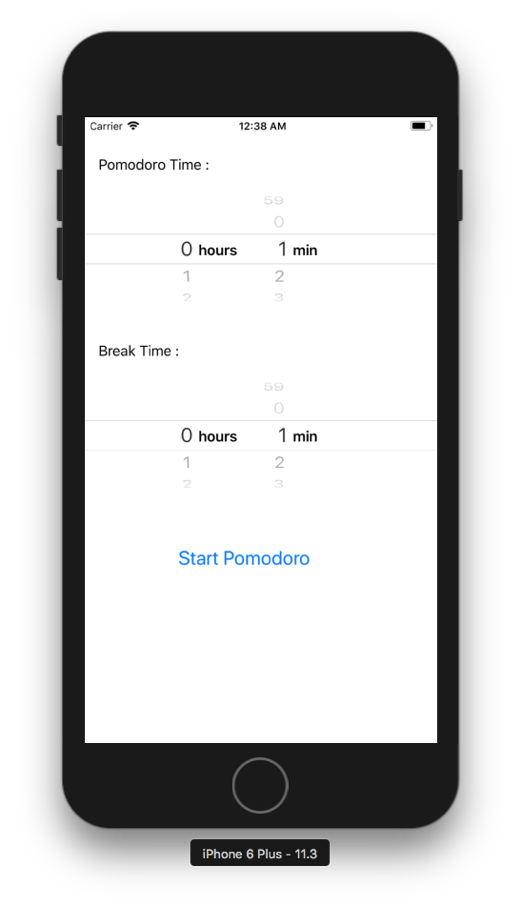 Carrier 12:38 AM
Pomodoro Time :
59
0
0 hours 1 min
1 2
2 3
Break Time :
59
0
0 hours 1 min
1 2
2 3
Start Pomodoro
iPhone 6 Plus - 11.3